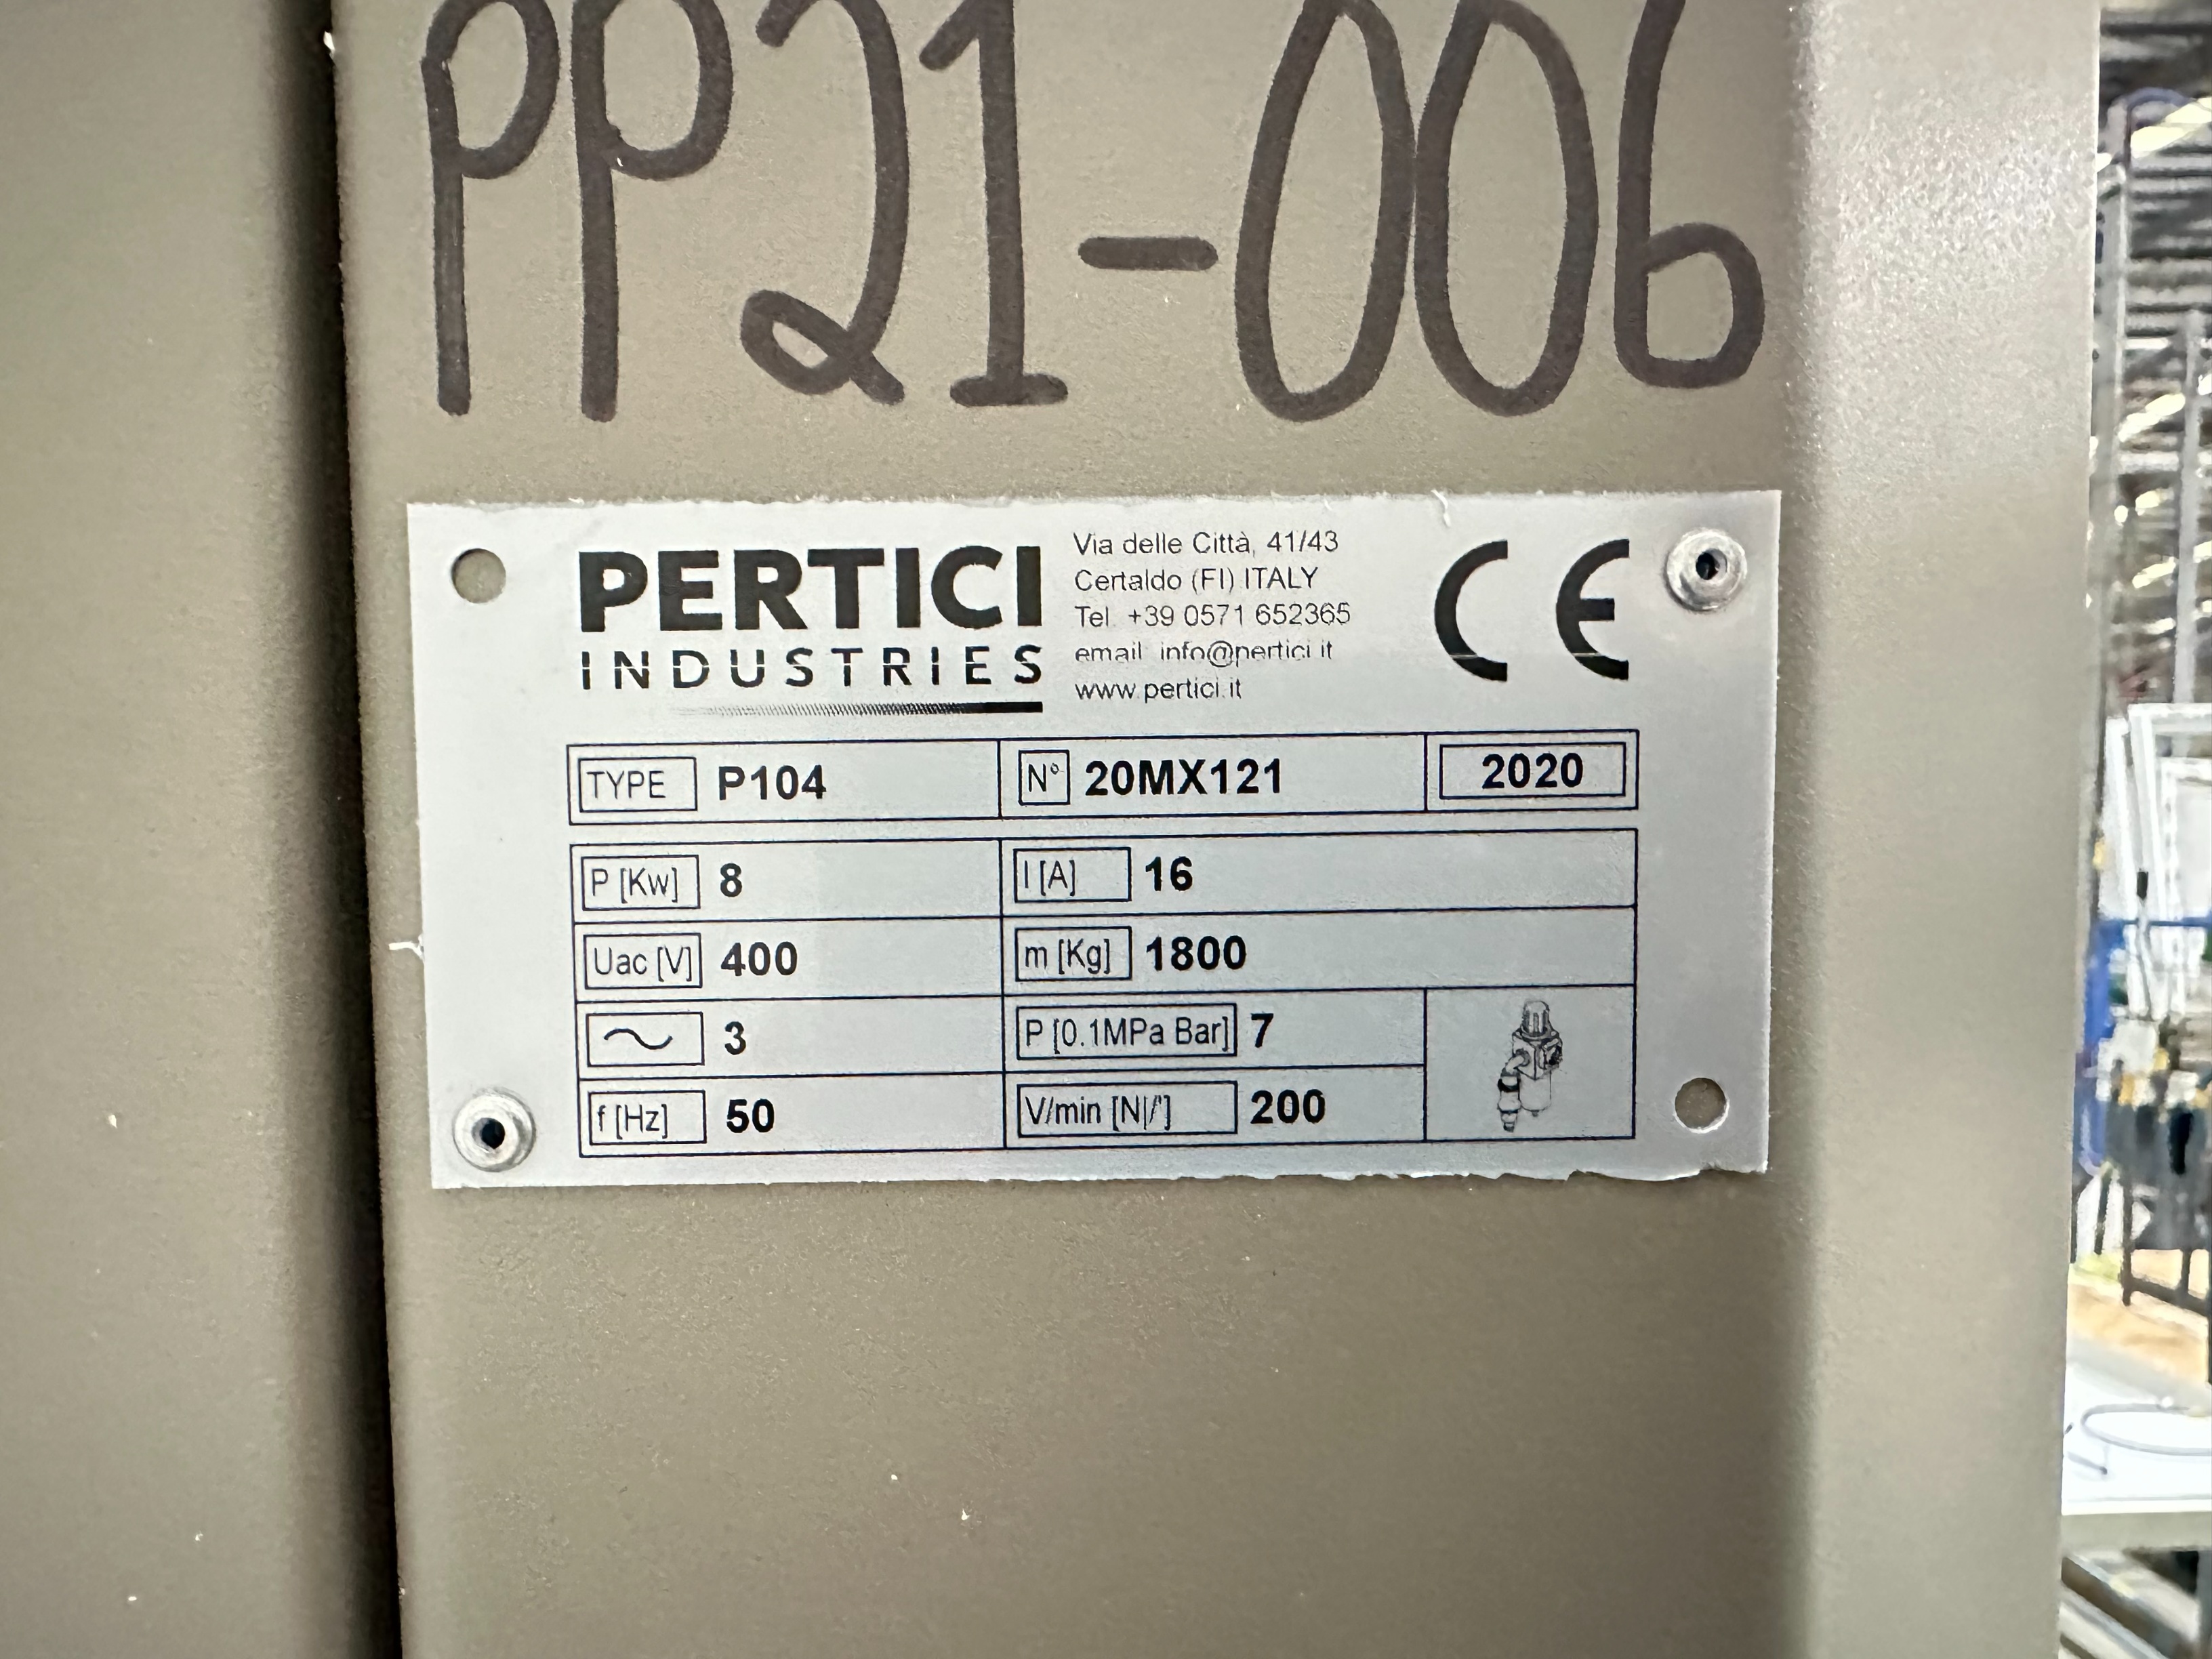 PP21-006
PERTICI
INDUSTRIES
Via delle Città, 41/43
Certaldo (FI) ITALY
Tel. +39 0571 652365
email: info@pertici.it
www.pertici.it
CE
TYPE P104 N° 20MX121 2020
P [Kw] 8 I [A] 16
Uac [V] 400 m [Kg] 1800
~ 3 P [0.1MPa Bar] 7
f [Hz] 50 V/min [Nl/'] 200